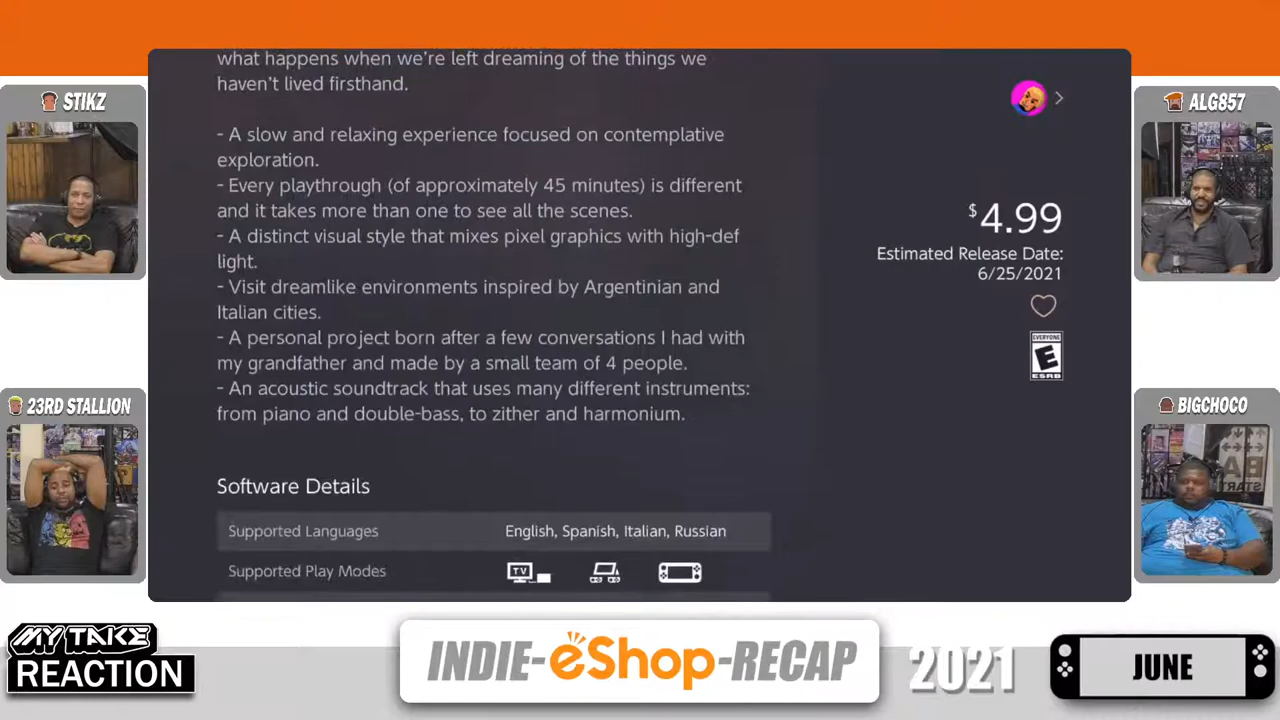 what happens when we're left dreaming of the things we
haven't lived firsthand.
- A slow and relaxing experience focused on contemplative
exploration.
- Every playthrough (of approximately 45 minutes) is different
and it takes more than one to see all the scenes.
- A distinct visual style that mixes pixel graphics with high-def
light.
- Visit dreamlike environments inspired by Argentinian and
Italian cities.
- A personal project born after a few conversations I had with
my grandfather and made by a small team of 4 people.
- An acoustic soundtrack that uses many different instruments:
from piano and double-bass, to zither and harmonium.
Software Details
Supported Languages English, Spanish, Italian, Russian
Supported Play Modes TV
$4.99
Estimated Release Date:
6/25/2021
EVERYONE
E
ESRB
STIKZ
23RD STALLION
ALG857
BIGCHOCO
MY TAKE
REACTION
INDIE-eShop-RECAP
2021
JUNE